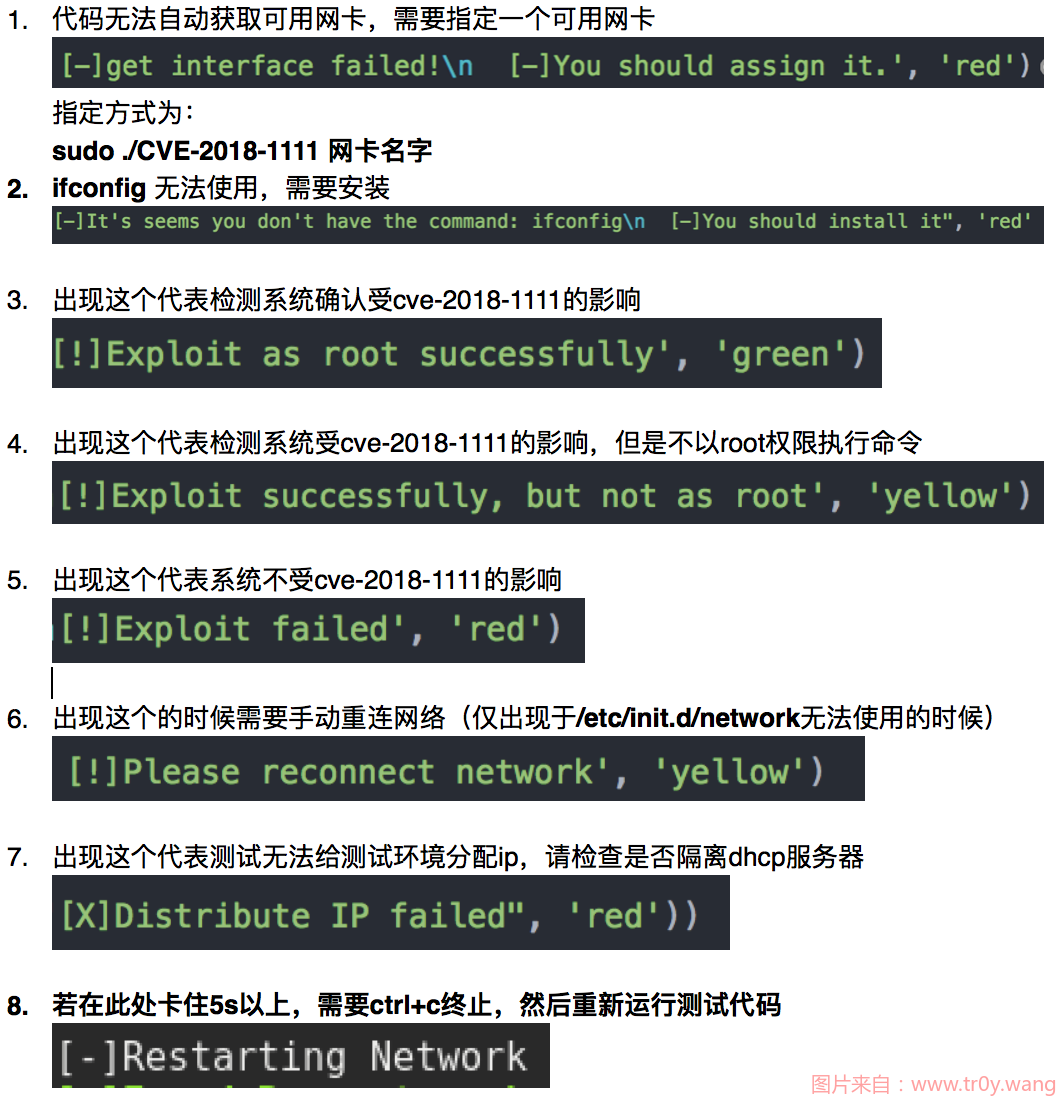 1. 代码无法自动获取可用网卡，需要指定一个可用网卡
[-]get interface failed!\n  [-]You should assign it.', 'red')
指定方式为：
sudo ./CVE-2018-1111 网卡名字
2. ifconfig 无法使用，需要安装
[-]It's seems you don't have the command: ifconfig\n  [-]You should install it", 'red'
3. 出现这个代表检测系统确认受cve-2018-1111的影响
[!]Exploit as root successfully', 'green')
4. 出现这个代表检测系统受cve-2018-1111的影响，但是不以root权限执行命令
[!]Exploit successfully, but not as root', 'yellow')
5. 出现这个代表系统不受cve-2018-1111的影响
[!]Exploit failed', 'red')
6. 出现这个的时候需要手动重连网络（仅出现于/etc/init.d/network无法使用的时候）
[!]Please reconnect network', 'yellow')
7. 出现这个代表测试无法给测试环境分配ip，请检查是否隔离dhcp服务器
[X]Distribute IP failed", 'red'))
8. 若在此处卡住5s以上，需要ctrl+c终止，然后重新运行测试代码
[-]Restarting Network
图片来自：www.tr0y.wang